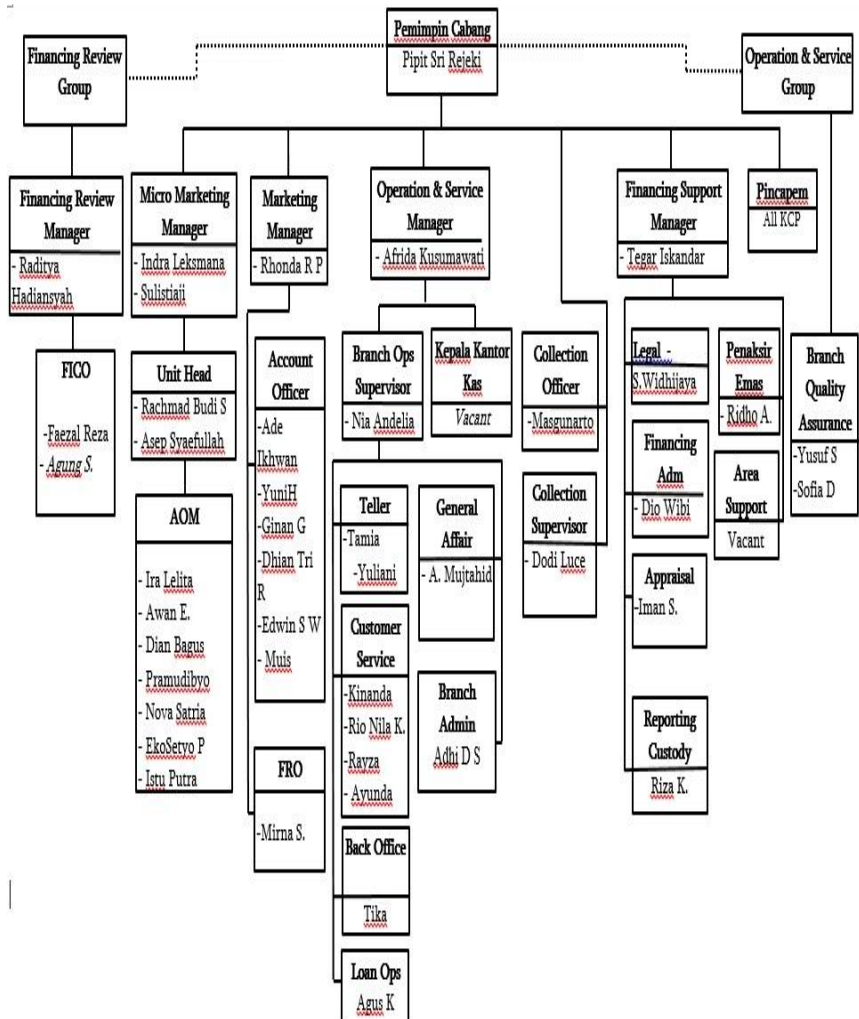 Pemimpin Cabang
Pipit Sri Rejeki
Financing Review
Group
Operation & Service
Group
Financing Review
Manager
- Raditya
Hadiansyah
Micro Marketing
Manager
- Indra Leksmana
- Sulistiaji
Marketing
Manager
- Rhonda R P
Operation & Service
Manager
- Afrida Kusumawati
Financing Support
Manager
- Tegar Iskandar
Pincapem
All KCP
FICO
-Faezal Reza
-Agung S.
Unit Head
- Rachmad Budi S
- Asep Syaefullah
Account
Officer
-Ade
Ikhwan
-YuniH
-Ginan G
-Dhian Tri
R
-Edwin S W
- Muis
Branch Ops
Supervisor
- Nia Andelia
Kepala Kantor
Kas
Vacant
Collection
Officer
-Masgunarto
Legal -
S.Widhijaya
Penaksir
Emas
- Ridho A.
Branch
Quality
Assurance
-Yusuf S
-Sofia D
AOM
- Ira Lelita
- Awan E.
- Dian Bagus
- Pramudibyo
- Nova Satria
- EkoSetyo P
- Istu Putra
Teller
-Tamia
-Yuliani
General
Affair
- A. Mujtahid
Collection
Supervisor
- Dodi Luce
Financing
Adm
- Dio Wibi
Area
Support
Vacant
Customer
Service
-Kinanda
-Rio Nila K.
-Rayza
- Ayunda
Branch
Admin
Adhi D S
Appraisal
-Iman S.
FRO
-Mirna S.
Reporting
Custody
Riza K.
Back Office
Tika
Loan Ops
Agus K